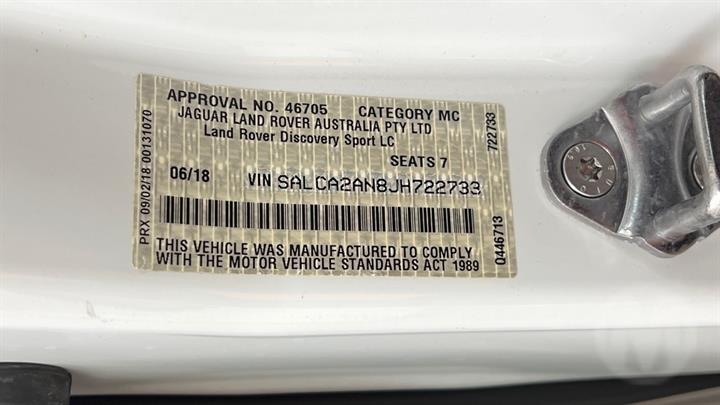 APPROVAL NO. 46705 CATEGORY MC
JAGUAR LAND ROVER AUSTRALIA PTY LTD
Land Rover Discovery Sport LC
SEATS 7
06/18 VIN SALCA2AN8JH722733
THIS VEHICLE WAS MANUFACTURED TO COMPLY
WITH THE MOTOR VEHICLE STANDARDS ACT 1989
PRX 09/02/18 00131070
722733
0446713